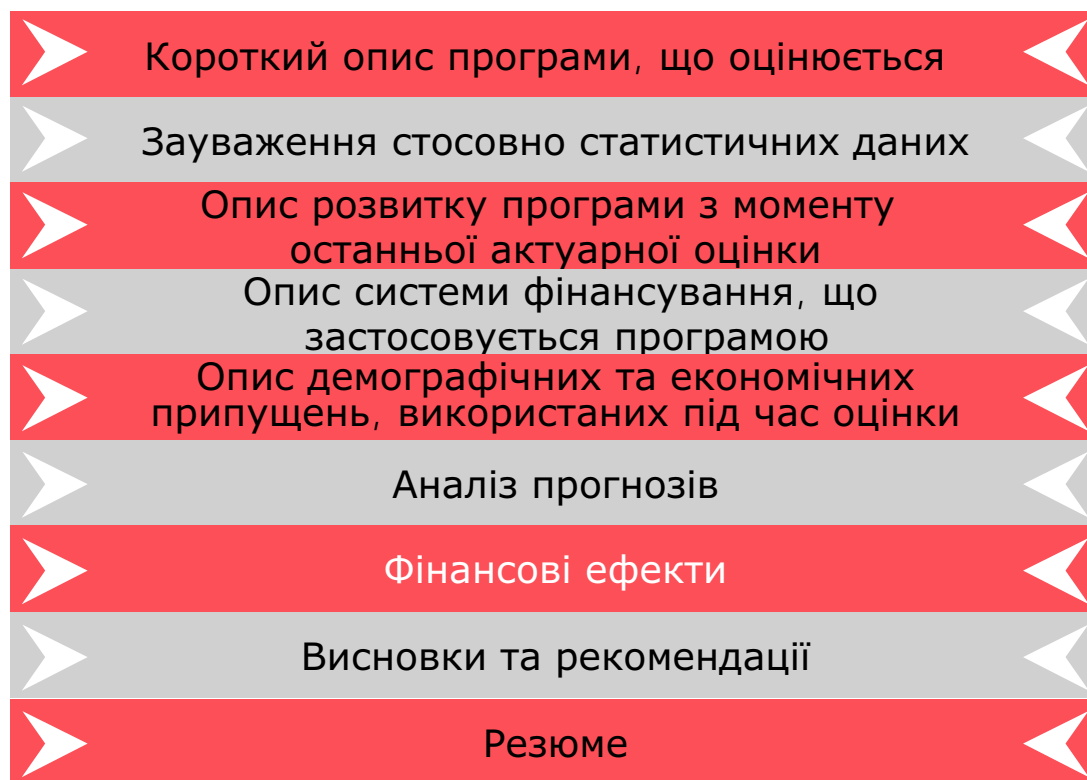 Короткий опис програми, що оцінюється
Зауваження стосовно статистичних даних
Опис розвитку програми з моменту
останньої актуарної оцінки
Опис системи фінансування, що
застосовується програмою
Опис демографічних та економічних
припущень, використаних під час оцінки
Аналіз прогнозів
Фінансові ефекти
Висновки та рекомендації
Резюме